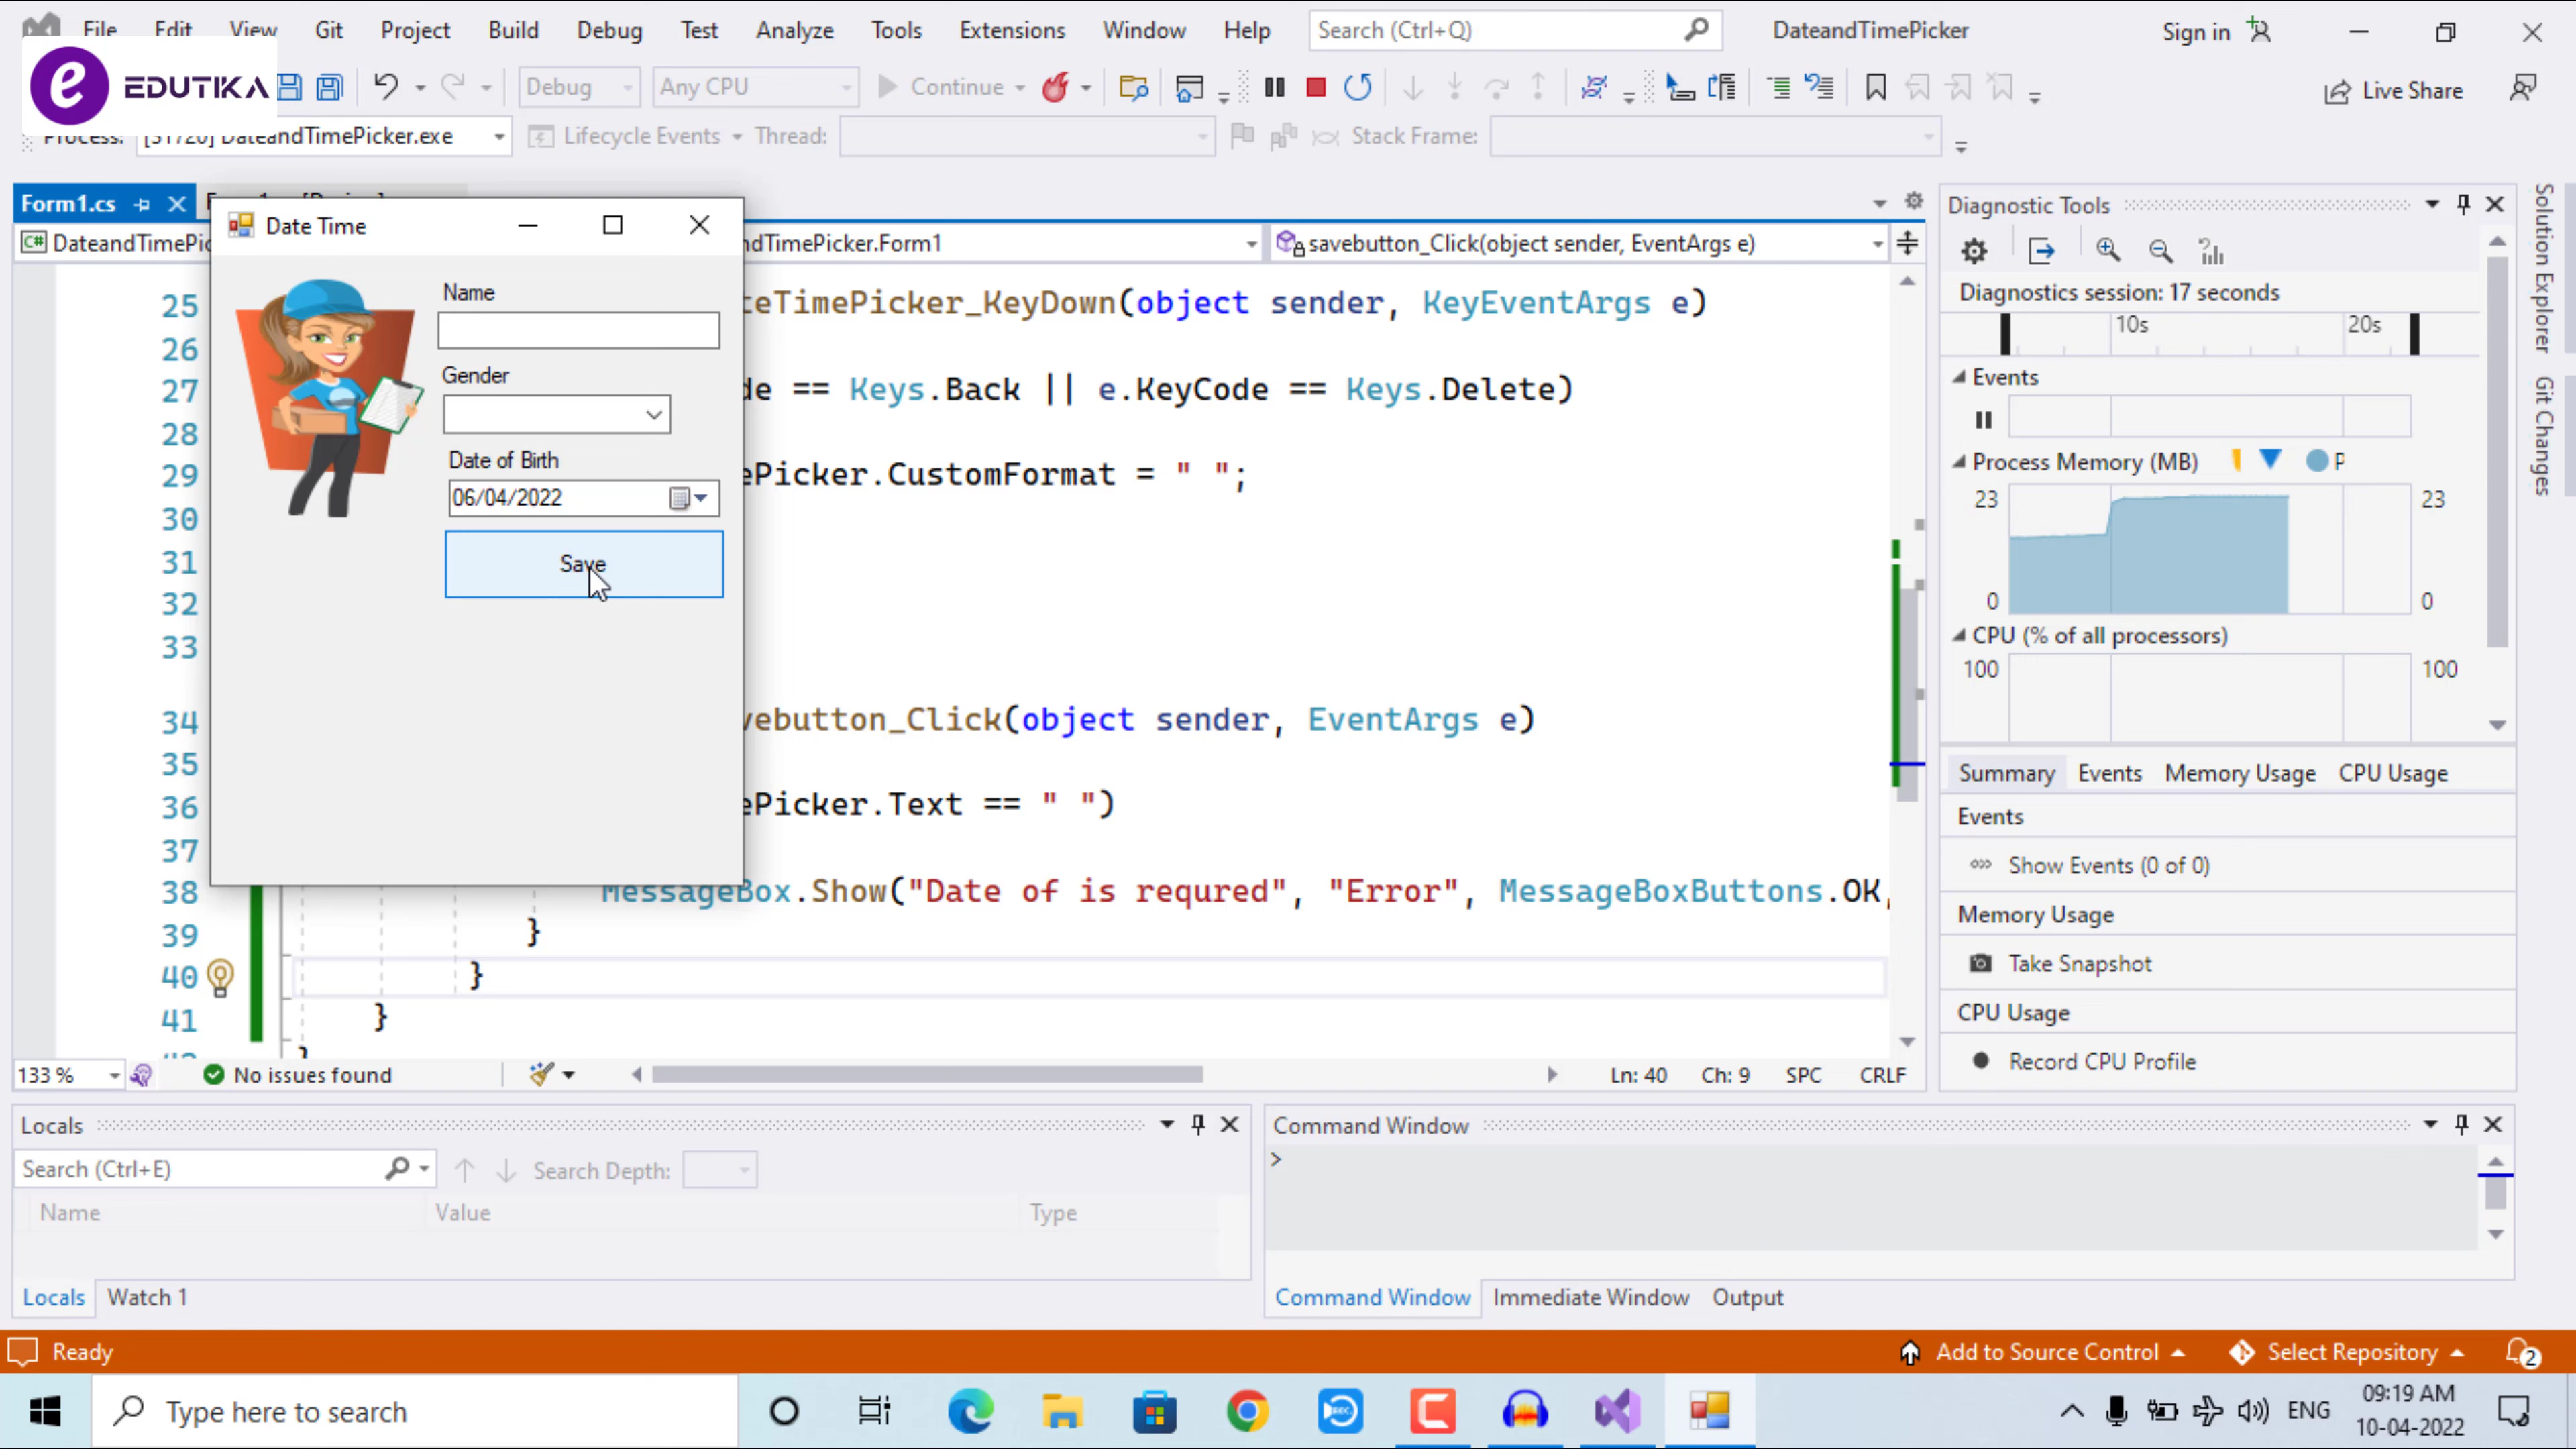 File Edit View Git Project Build Debug Test Analyze Tools Extensions Window Help Search (Ctrl+Q) DateandTimePicker Sign in
e EDUTIKA Debug Any CPU Continue Live Share
Process: [31720] DateandTimePicker.exe Lifecycle Events Thread: Stack Frame:
Form1.cs
DateandTimePic
dTimePicker.Form1 savebutton_Click(object sender, EventArgs e)
Date Time
Name
Gender
Date of Birth
06/04/2022
Save
25 teTimePicker_KeyDown(object sender, KeyEventArgs e)
26
27 de == Keys.Back || e.KeyCode == Keys.Delete)
28
29 ePicker.CustomFormat = " ";
30
31
32
33
34 vebutton_Click(object sender, EventArgs e)
35
36 ePicker.Text == " ")
37
38 MessageBox.Show("Date of is requred", "Error", MessageBoxButtons.OK,
39 }
40 }
41 }
133 % No issues found Ln: 40 Ch: 9 SPC CRLF
Diagnostic Tools
Diagnostics session: 17 seconds
10s 20s
Events
Process Memory (MB) P
23 23
0 0
CPU (% of all processors)
100 100
Summary Events Memory Usage CPU Usage
Events
Show Events (0 of 0)
Memory Usage
Take Snapshot
CPU Usage
Record CPU Profile
Solution Explorer
Git Changes
Locals
Search (Ctrl+E) Search Depth:
Name Value Type
Locals Watch 1
Command Window
>
Command Window Immediate Window Output
Ready Add to Source Control Select Repository 2
Type here to search ENG 09:19 AM
10-04-2022